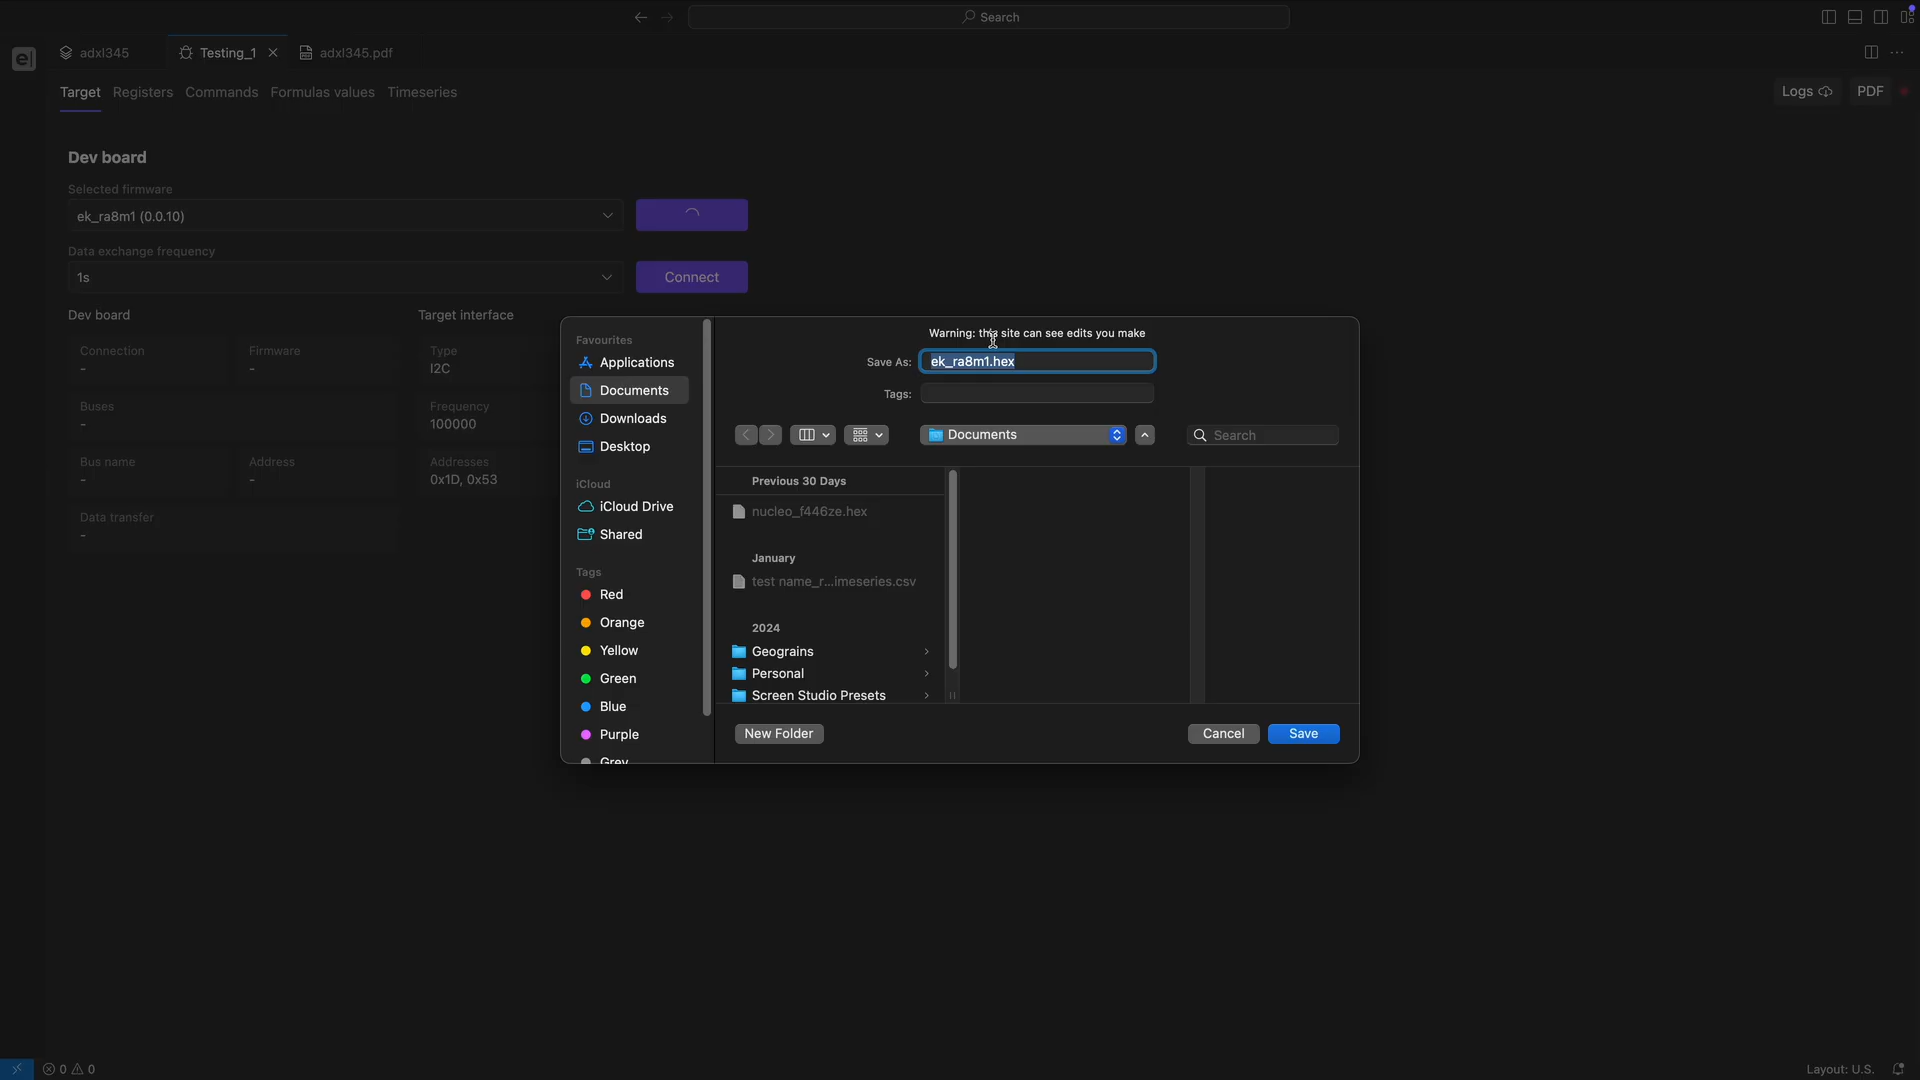 Search
e|
adxl345
Testing_1
adxl345.pdf
Target
Registers
Commands
Formulas values
Timeseries
Logs
PDF
Dev board
Selected firmware
ek_ra8m1 (0.0.10)
Data exchange frequency
1s
Connect
Dev board
Target interface
Connection
-
Firmware
-
Type
I2C
Buses
-
Frequency
100000
Bus name
-
Address
-
Addresses
0x1D, 0x53
Data transfer
-
Favourites
Applications
Documents
Downloads
Desktop
iCloud
iCloud Drive
Shared
Tags
Red
Orange
Yellow
Green
Blue
Purple
Grey
Warning: this site can see edits you make
Save As:
ek_ra8m1.hex
Tags:
Documents
Search
Previous 30 Days
nucleo_f446ze.hex
January
test name_r...imeseries.csv
2024
Geograins
Personal
Screen Studio Presets
New Folder
Cancel
Save
0
0
Layout: U.S.